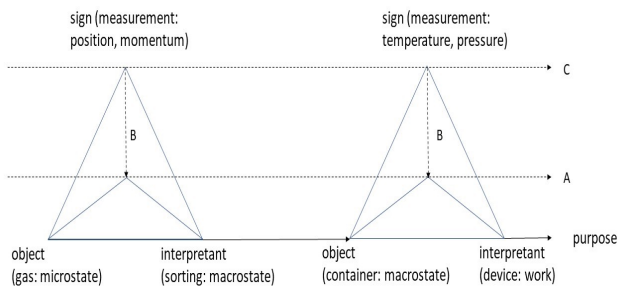 sign (measurement:
position, momentum)
sign (measurement:
temperature, pressure)
C
B
B
A
purpose
object
(gas: microstate)
interpretant
(sorting: macrostate)
object
(container: macrostate)
interpretant
(device: work)